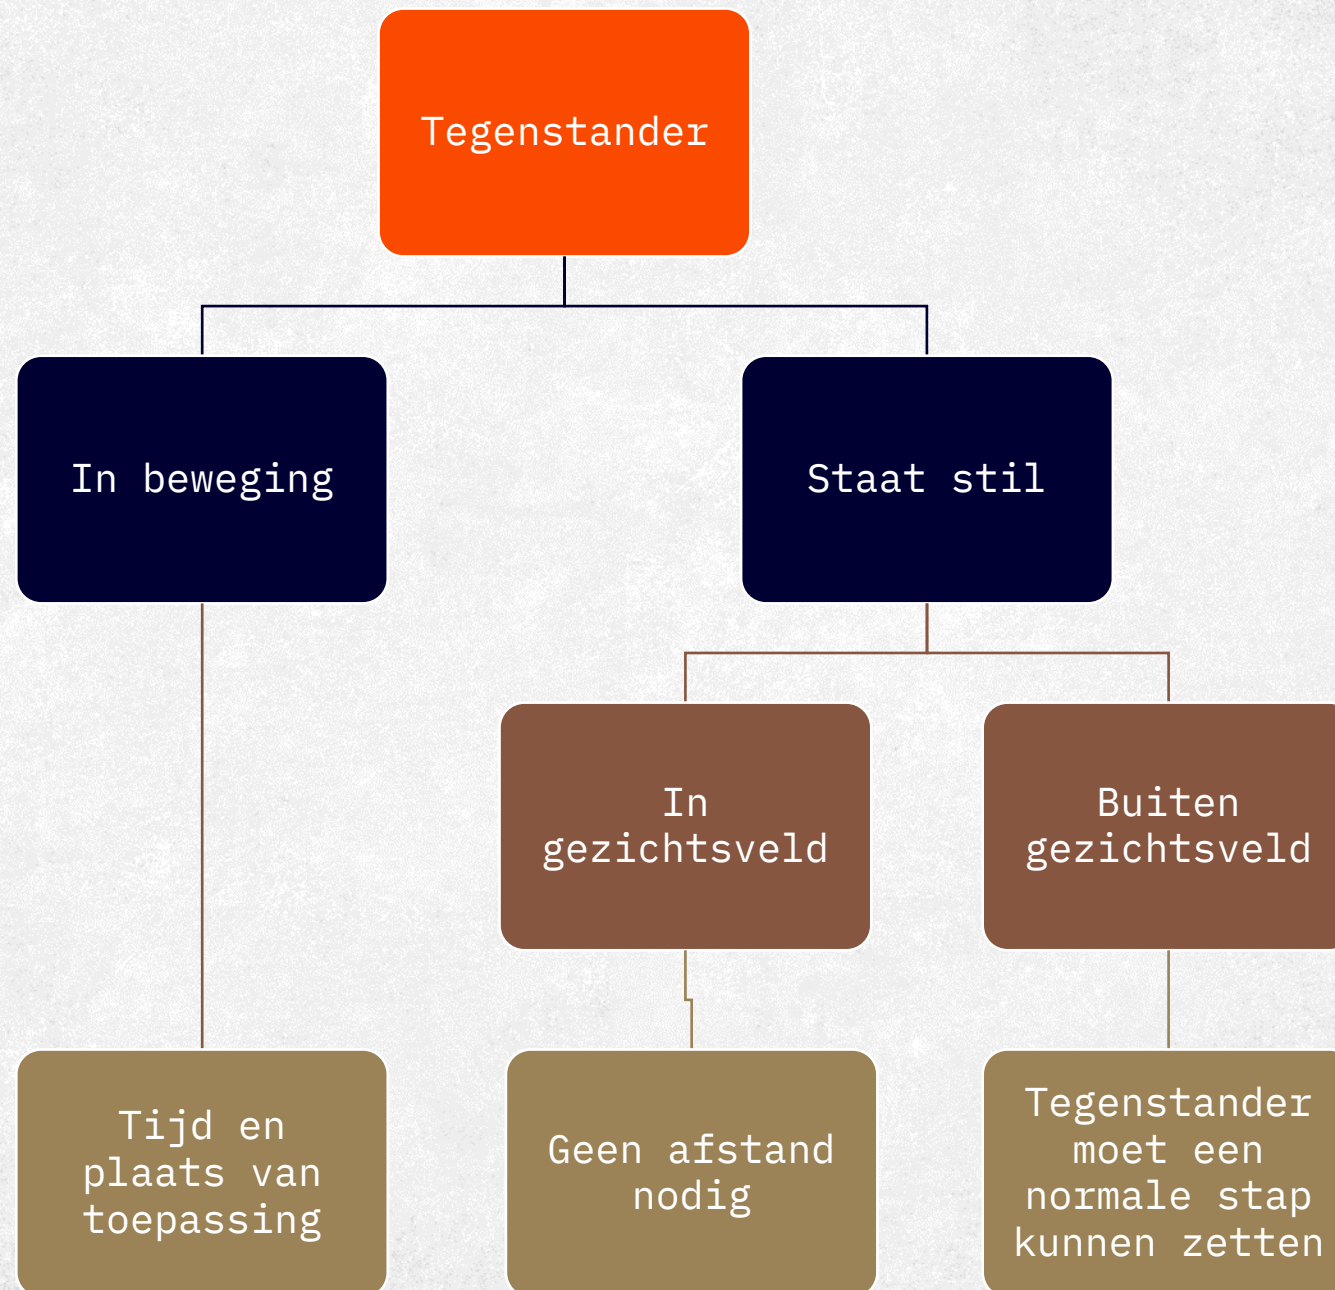 Tegenstander
In beweging
Staat stil
In
gezichtsveld
Buiten
gezichtsveld
Tijd en
plaats van
toepassing
Geen afstand
nodig
Tegenstander
moet een
normale stap
kunnen zetten